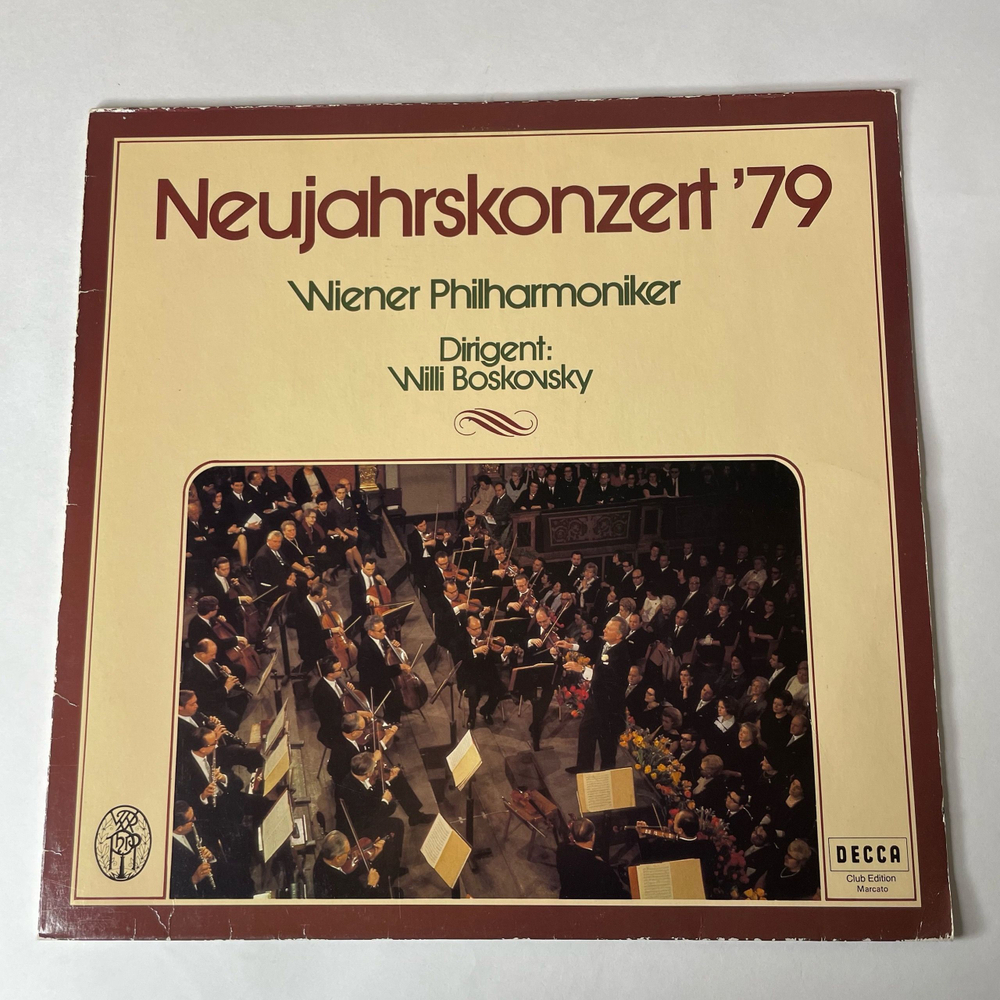 Neujahrskonzert '79
Wiener Philharmoniker
Dirigent:
Willi Boskovsky
DECCA
Club Edition
Marcato